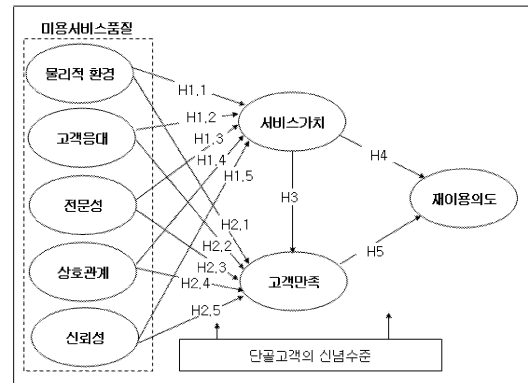 미용서비스품질
물리적 환경
고객응대
전문성
상호관계
신뢰성
H1.1
H1.2
H1.3
H1.4
H1.5
H2.1
H2.2
H2.3
H2.4
H2.5
서비스가치
H3
고객만족
H4
H5
재이용의도
단골고객의 신념수준